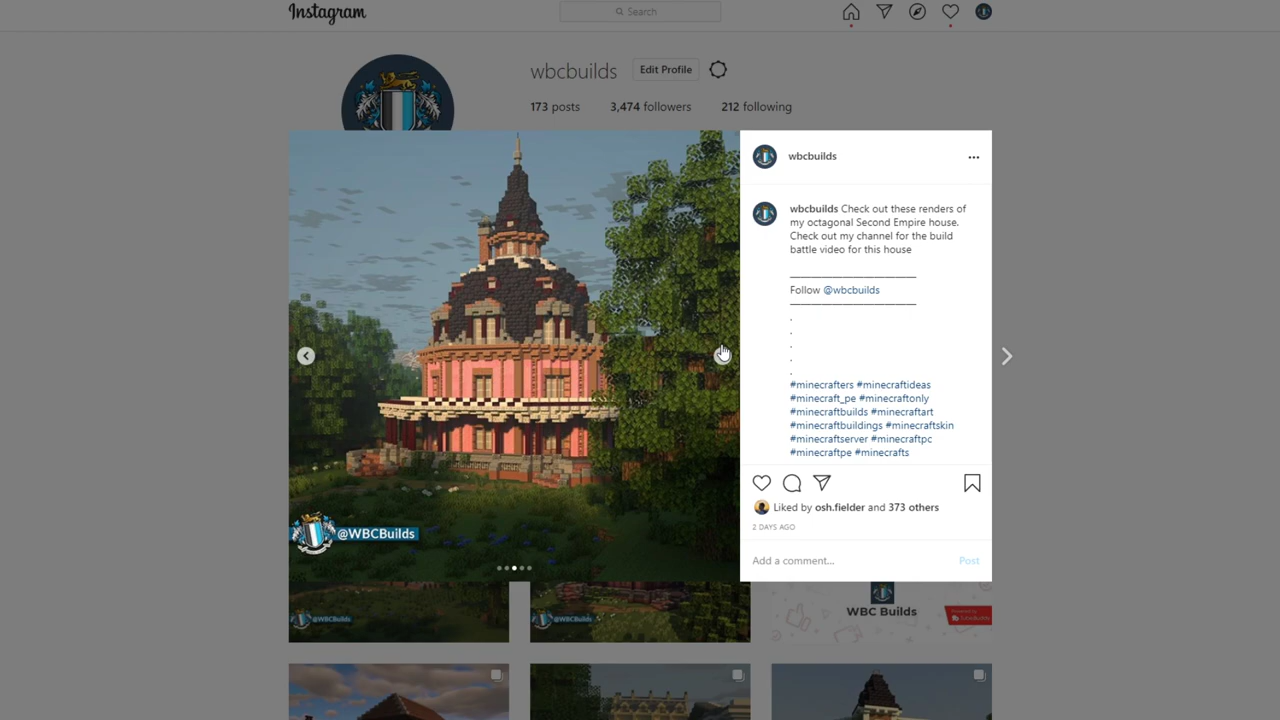 Instagram
Search
wbcbuilds
Edit Profile
173 posts 3,474 followers 212 following
wbcbuilds
wbcbuilds Check out these renders of
my octagonal Second Empire house.
Check out my channel for the build
battle video for this house
Follow @wbcbuilds
.
.
.
.
.
#minecrafters #minecraftideas
#minecraft_pe #minecraftonly
#minecraftbuilds #minecraftart
#minecraftbuildings #minecraftskin
#minecraftserver #minecraftpc
#minecraftpe #minecrafts
Liked by osh.fielder and 373 others
2 DAYS AGO
Add a comment... Post
@WBCBuilds
@WBCBuilds
@WBCBuilds
WBC Builds